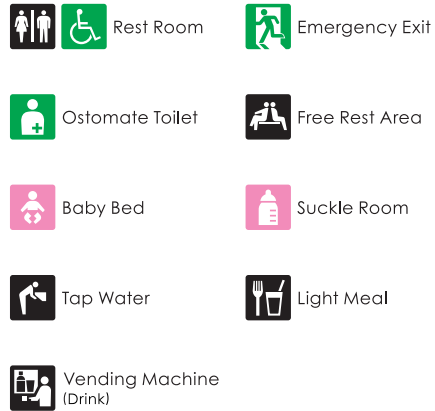 Rest Room
Emergency Exit
Ostomate Toilet
Free Rest Area
Baby Bed
Suckle Room
Tap Water
Light Meal
Vending Machine
(Drink)